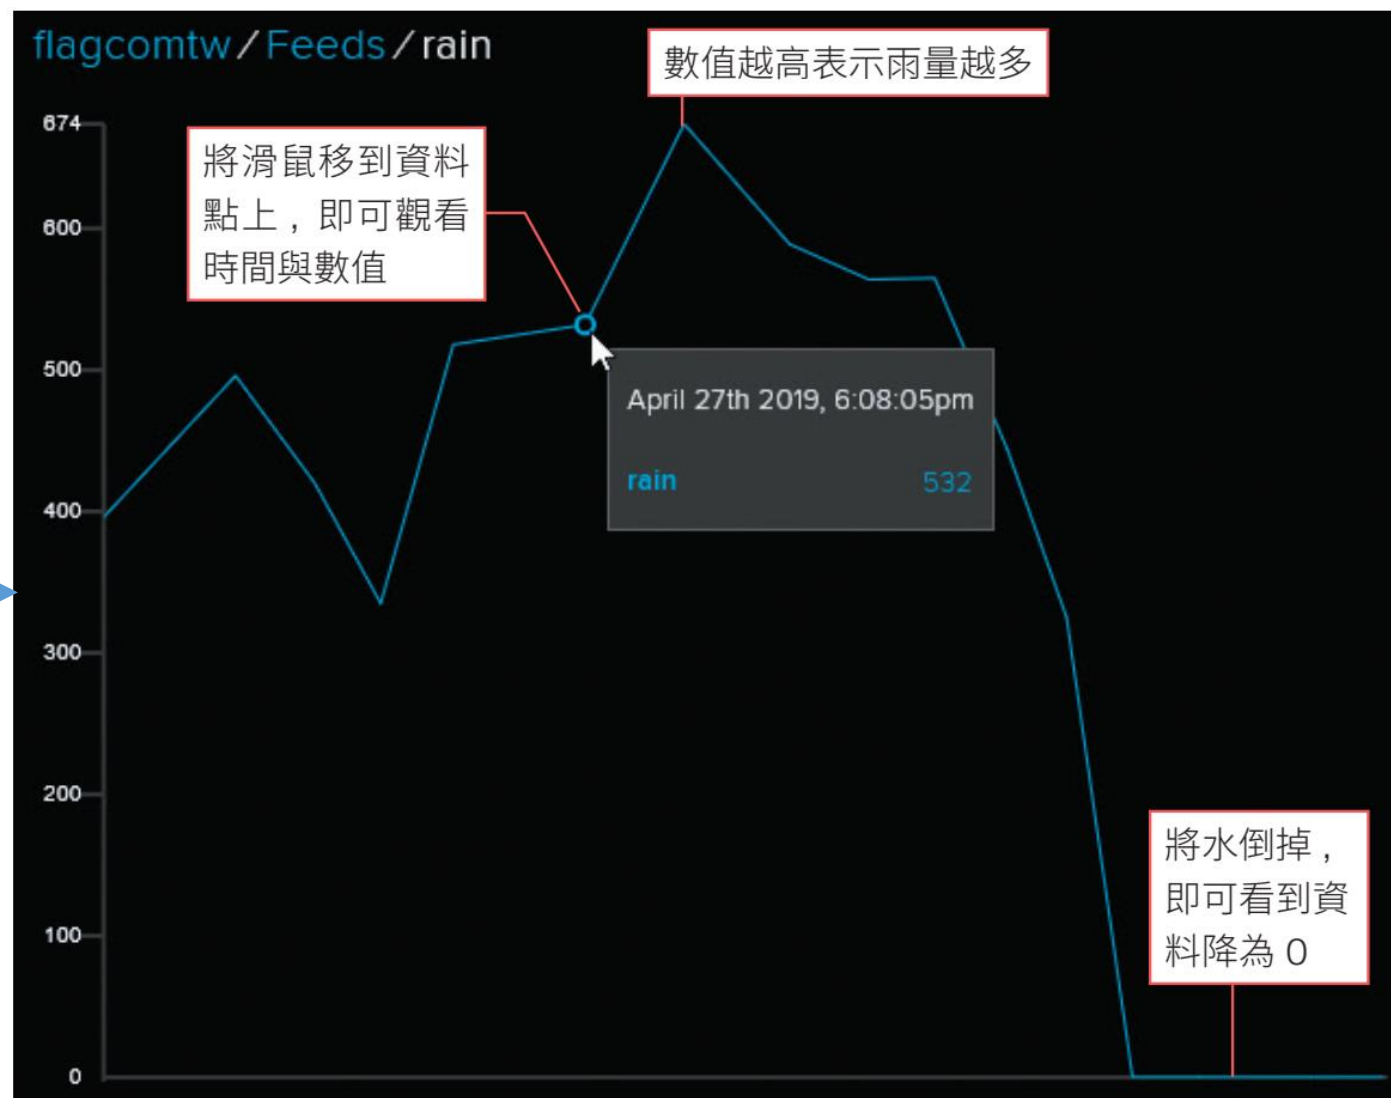 flagcomtw / Feeds / rain
數值越高表示雨量越多
674
將滑鼠移到資料
點上，即可觀看
時間與數值
600
500
April 27th 2019, 6:08:05pm
rain 532
400
300
200
將水倒掉，
即可看到資
料降為 0
100
0